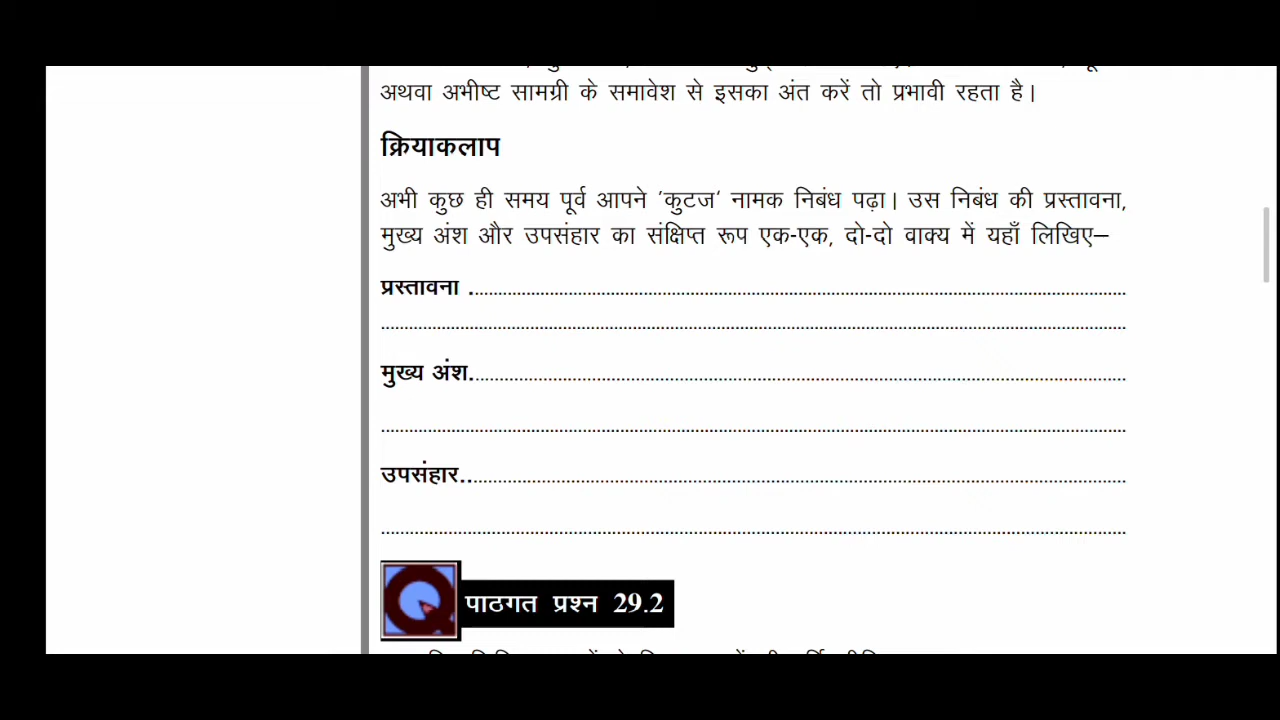 अथवा अभीष्ट सामग्री के समावेश से इसका अंत करें तो प्रभावी रहता है।
क्रियाकलाप
अभी कुछ ही समय पूर्व आपने 'कुटज' नामक निबंध पढ़ा। उस निबंध की प्रस्तावना,
मुख्य अंश और उपसंहार का संक्षिप्त रूप एक-एक, दो-दो वाक्य में यहाँ लिखिए–
प्रस्तावना
मुख्य अंश
उपसंहार
पाठगत प्रश्न 29.2